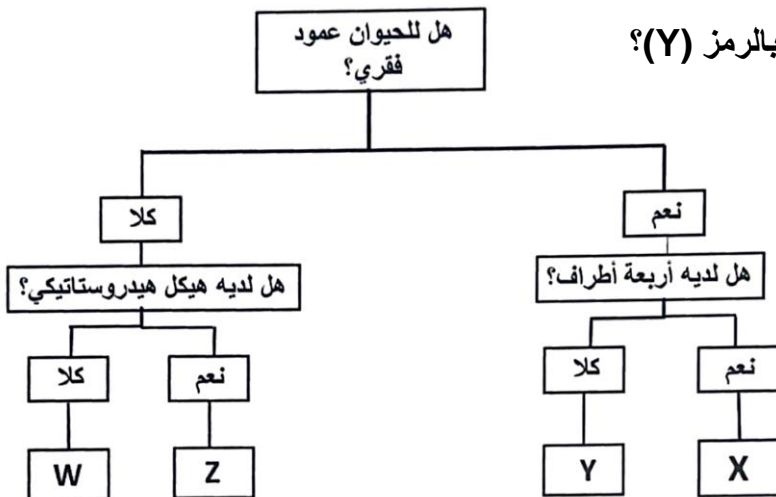 بالرمز (Y)؟
هل للحيوان عمود
فقري؟
نعم
كلا
هل لديه أربعة أطراف؟
هل لديه هيكل هيدروستاتيكي؟
نعم
كلا
نعم
كلا
X
Y
Z
W